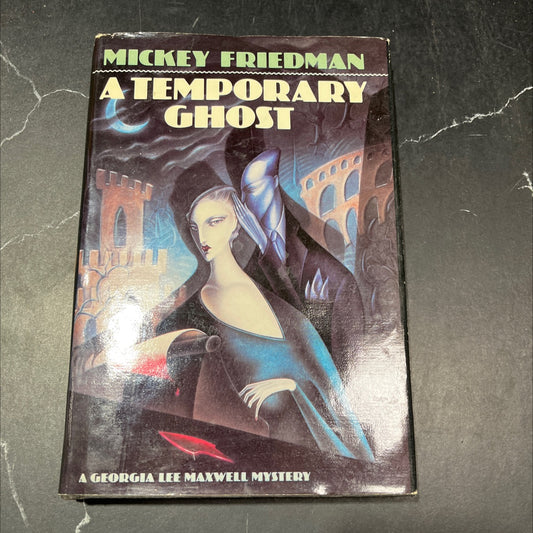 MICKEY FRIEDMAN
A TEMPORARY
GHOST
A GEORGIA LEE MAXWELL MYSTERY